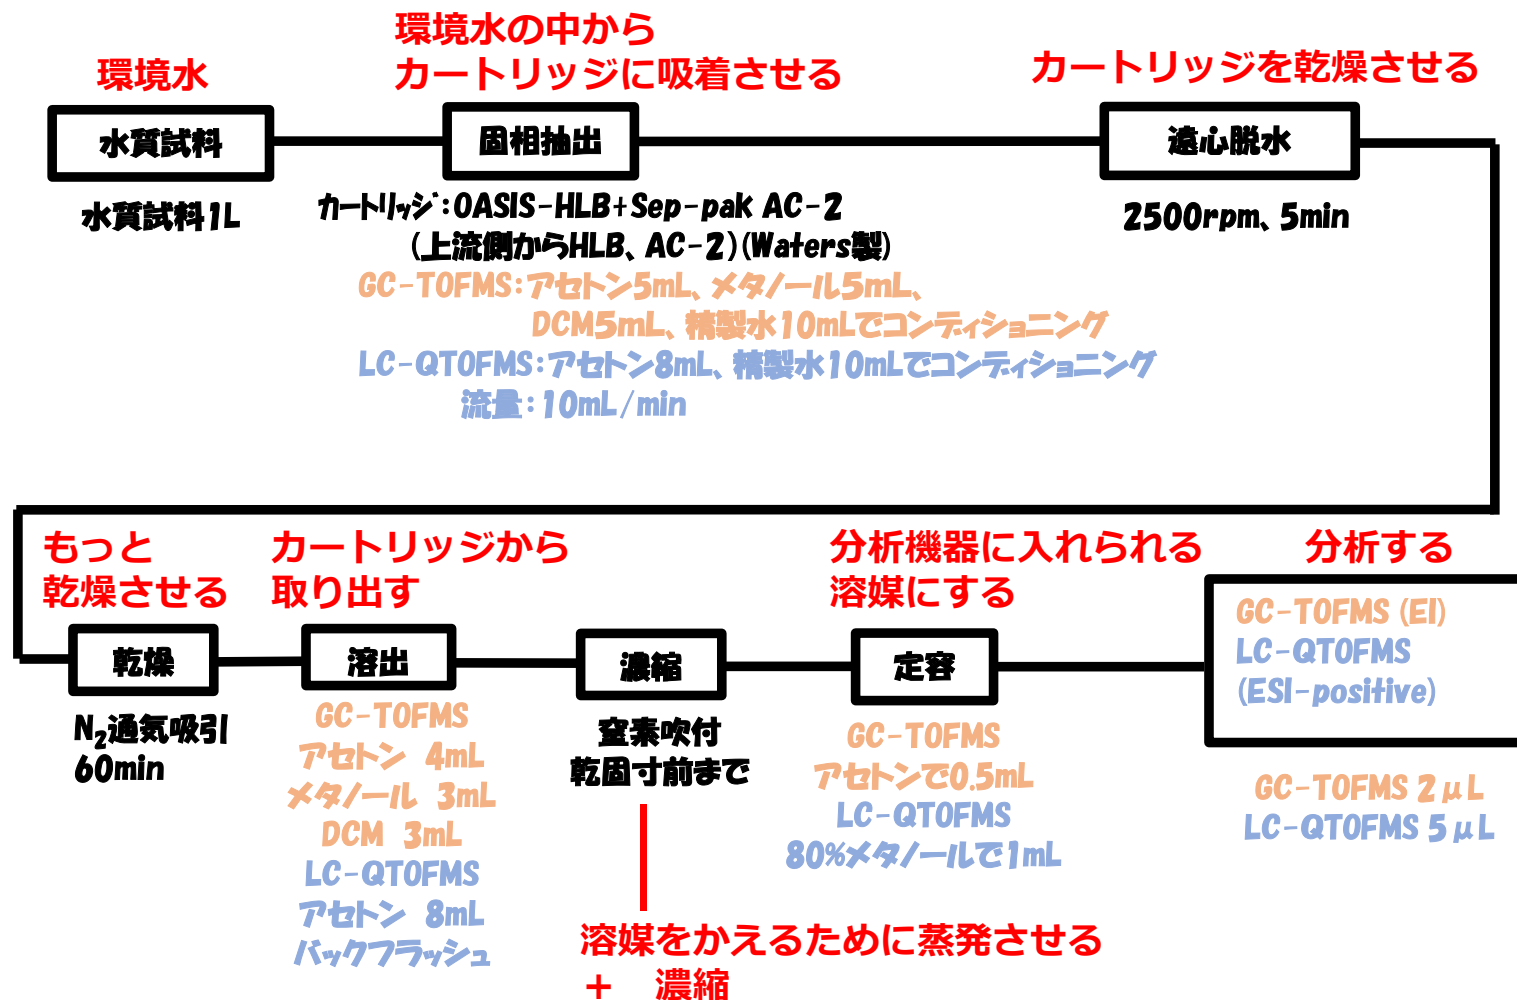 環境水
環境水の中から
カートリッジに吸着させる
カートリッジを乾燥させる
水質試料
固相抽出
遠心脱水
水質試料1L
カートリッジ:OASIS-HLB+Sep-pak AC-2
(上流側からHLB、AC-2)(Waters製)
2500rpm、5min
GC-TOFMS:アセトン5mL、メタノール5mL、
DCM5mL、精製水10mLでコンディショニング
LC-QTOFMS:アセトン8mL、精製水10mLでコンディショニング
流量:10mL/min
もっと
乾燥させる
カートリッジから
取り出す
分析機器に入れられる
溶媒にする
分析する
乾燥
溶出
濃縮
定容
GC-TOFMS (EI)
LC-QTOFMS
(ESI-positive)
N₂通気吸引
60min
GC-TOFMS
アセトン 4mL
メタノール 3mL
DCM 3mL
LC-QTOFMS
アセトン 8mL
バックフラッシュ
窒素吹付
乾固寸前まで
GC-TOFMS
アセトンで0.5mL
LC-QTOFMS
80%メタノールで1mL
GC-TOFMS 2μL
LC-QTOFMS 5μL
溶媒をかえるために蒸発させる
+ 濃縮